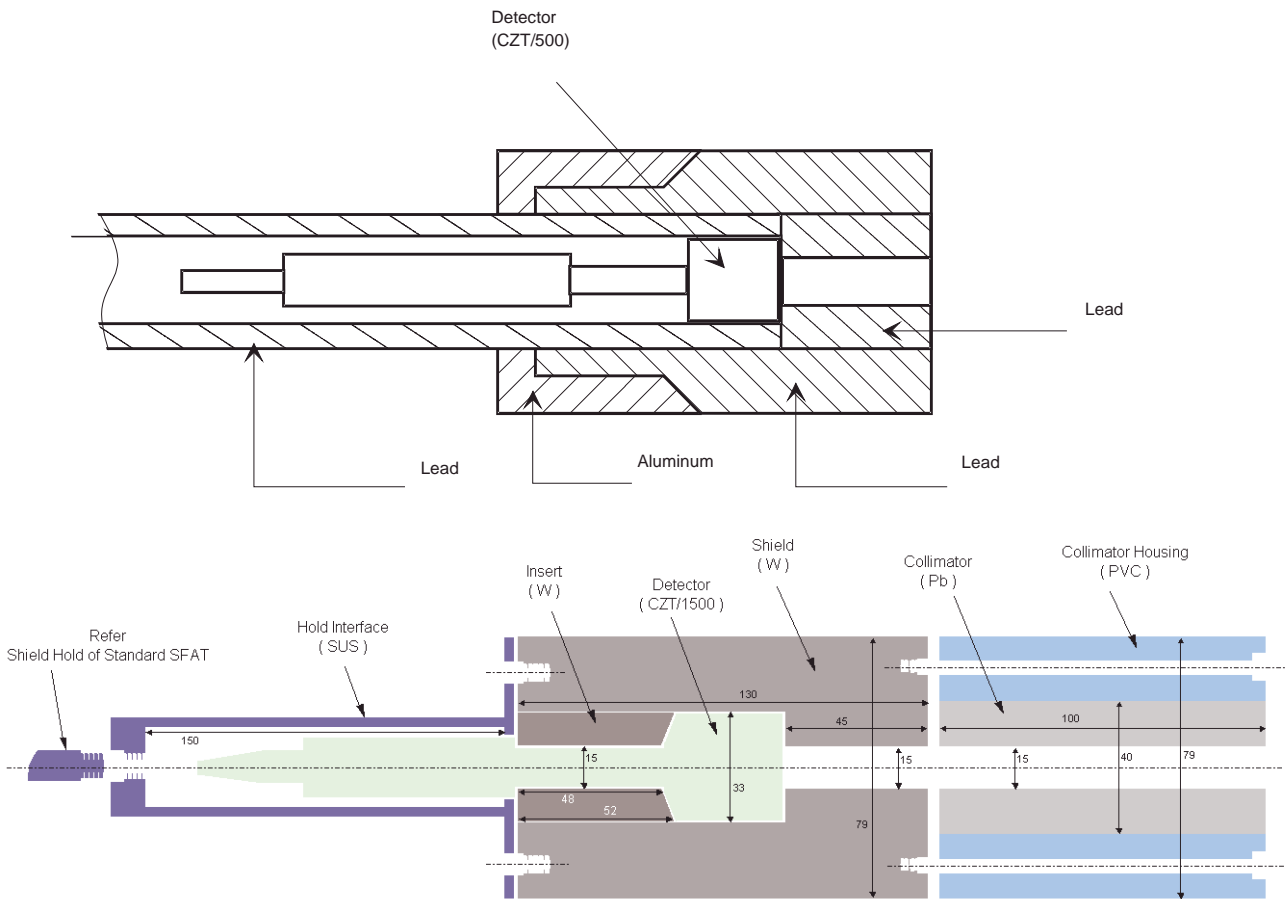 Detector
(CZT/500)
Lead
Lead
Aluminum
Lead
Shield
( W )
Collimator Housing
( PVC )
Collimator
( Pb )
Insert
( W )
Detector
( CZT/1500 )
Hold Interface
( SUS )
Refer
Shield Hold of Standard SFAT
130
45
100
150
15
15
15
40
79
33
48
52
79